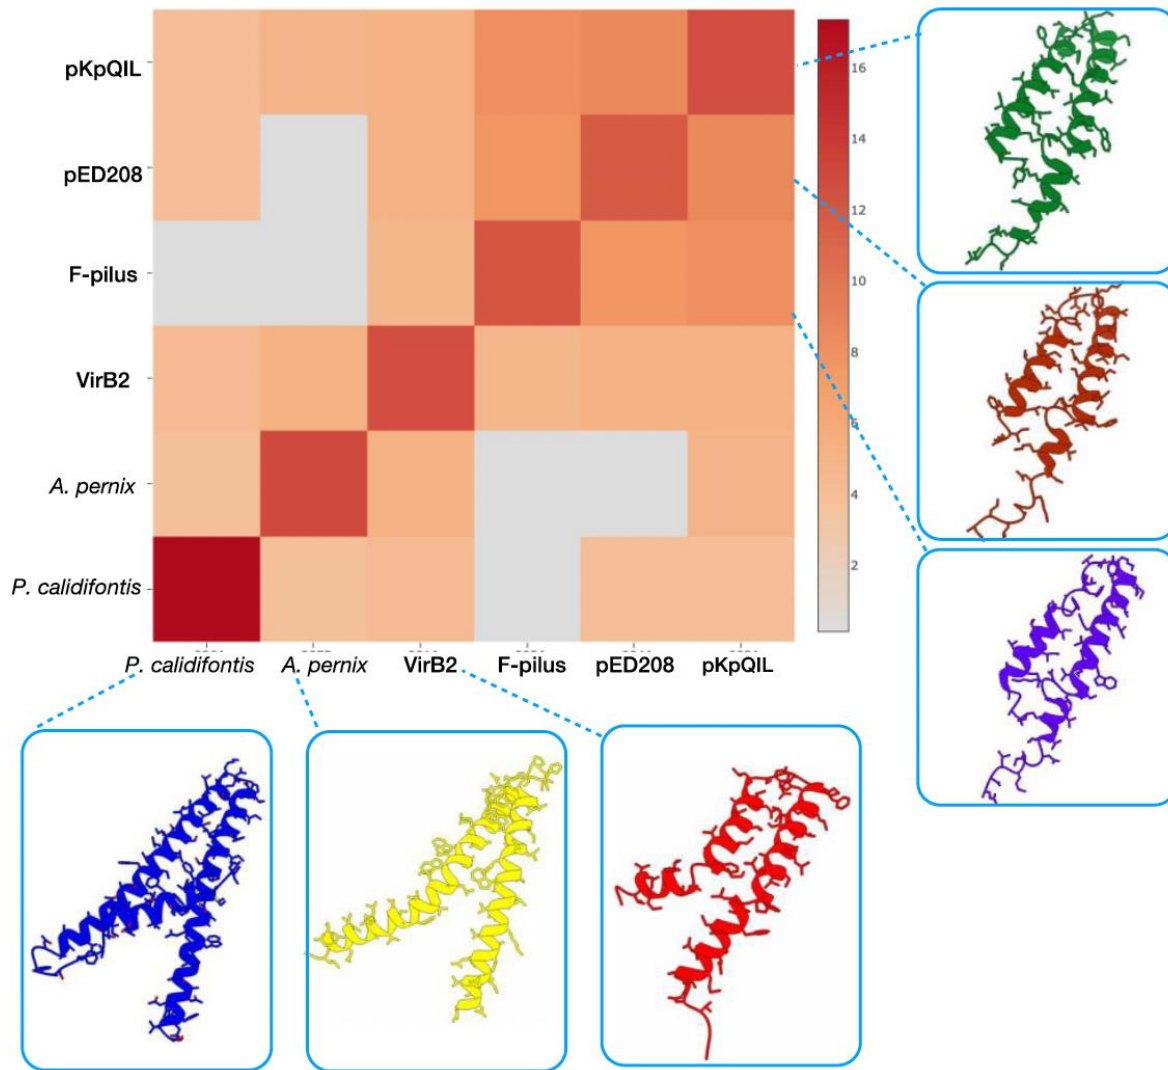 pKpQIL
pED208
F-pilus
VirB2
A. pernix
P. calidifontis
16
14
12
10
8
6
4
2
P. calidifontis A. pernix VirB2 F-pilus pED208 pKpQIL